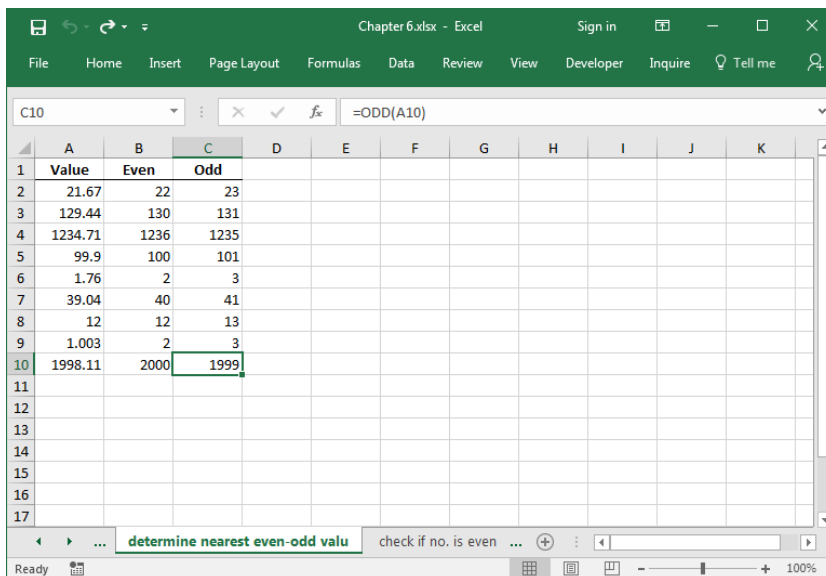 Chapter 6.xlsx - Excel Sign in
File Home Insert Page Layout Formulas Data Review View Developer Inquire Tell me
C10 fx =ODD(A10)
A B C D E F G H I J K
1 Value Even Odd
2 21.67 22 23
3 129.44 130 131
4 1234.71 1236 1235
5 99.9 100 101
6 1.76 2 3
7 39.04 40 41
8 12 12 13
9 1.003 2 3
10 1998.11 2000 1999
11
12
13
14
15
16
17
... determine nearest even-odd valu check if no. is even ...
Ready 100%